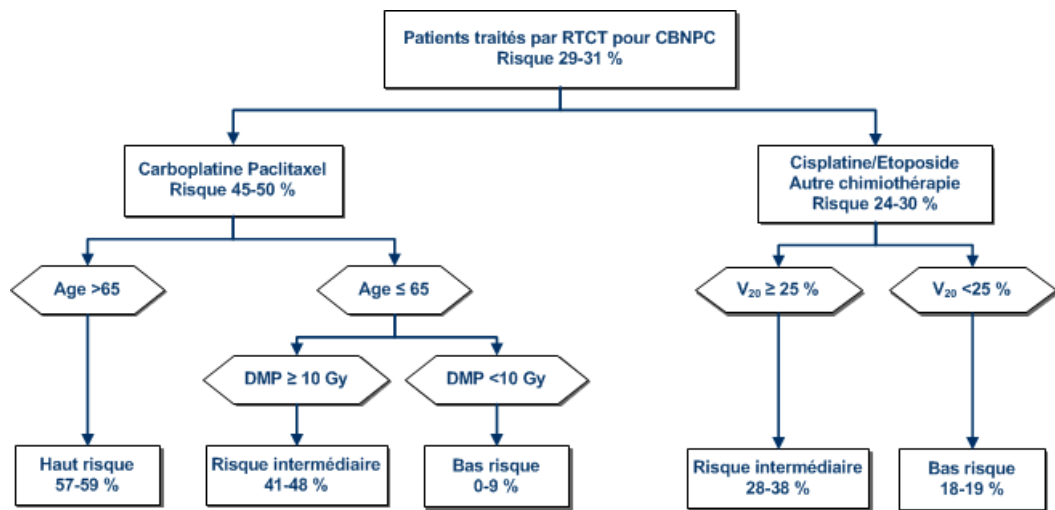 Patients traités par RTCT pour CBNPC
Risque 29-31 %
Carboplatine Paclitaxel
Risque 45-50 %
Cisplatine/Etoposide
Autre chimiothérapie
Risque 24-30 %
Age >65
Age ≤ 65
V20 ≥ 25 %
V20 <25 %
DMP ≥ 10 Gy
DMP <10 Gy
Haut risque
57-59 %
Risque intermédiaire
41-48 %
Bas risque
0-9 %
Risque intermédiaire
28-38 %
Bas risque
18-19 %